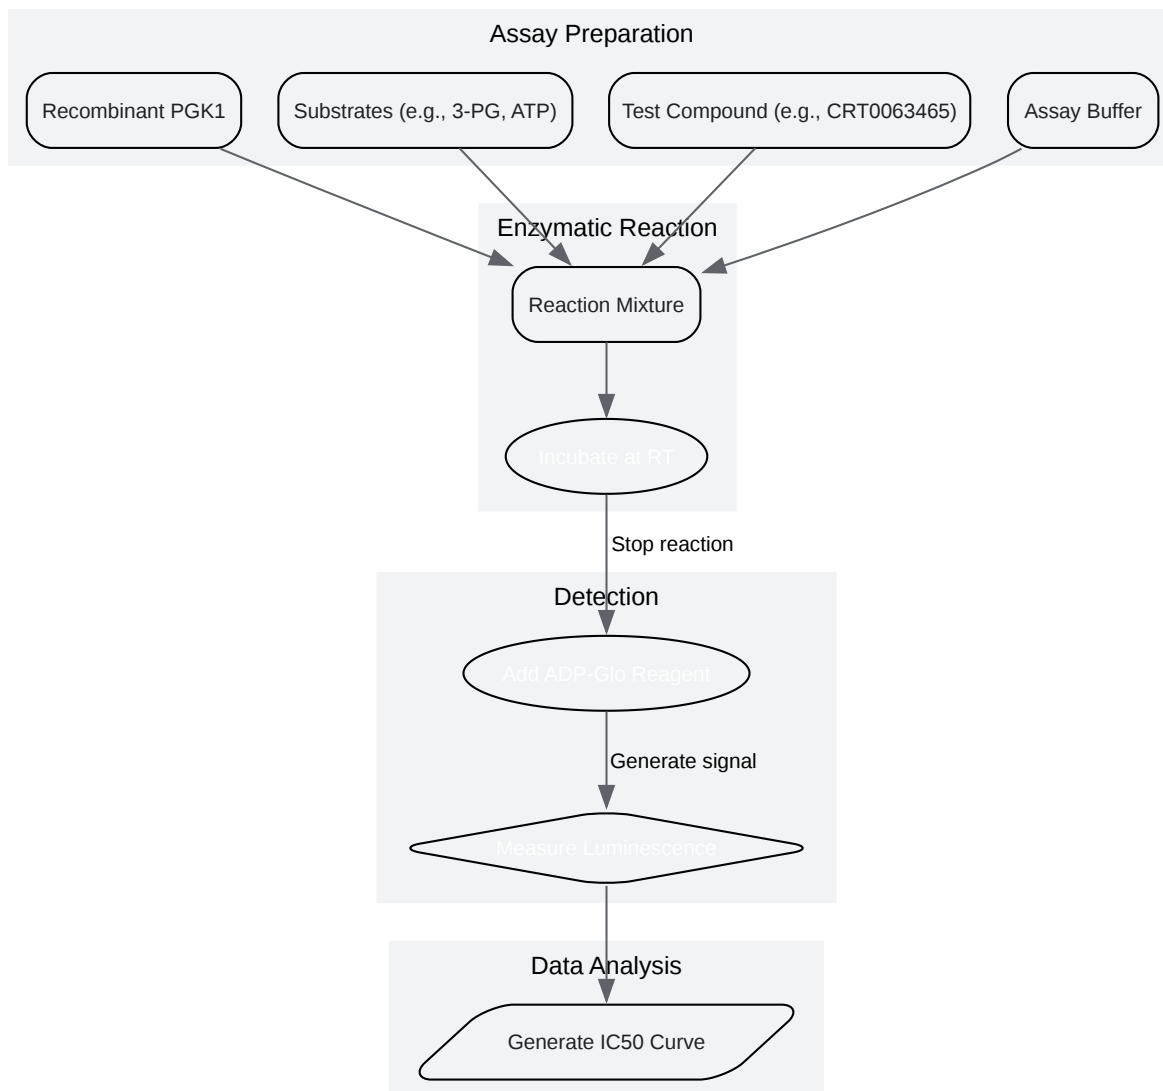 Assay Preparation
Recombinant PGK1
Substrates (e.g., 3-PG, ATP)
Test Compound (e.g., CRT0063465)
Assay Buffer
Enzymatic Reaction
Reaction Mixture
Incubate at RT
Stop reaction
Detection
Add ADP-Glo Reagent
Generate signal
Measure Luminescence
Data Analysis
Generate IC50 Curve